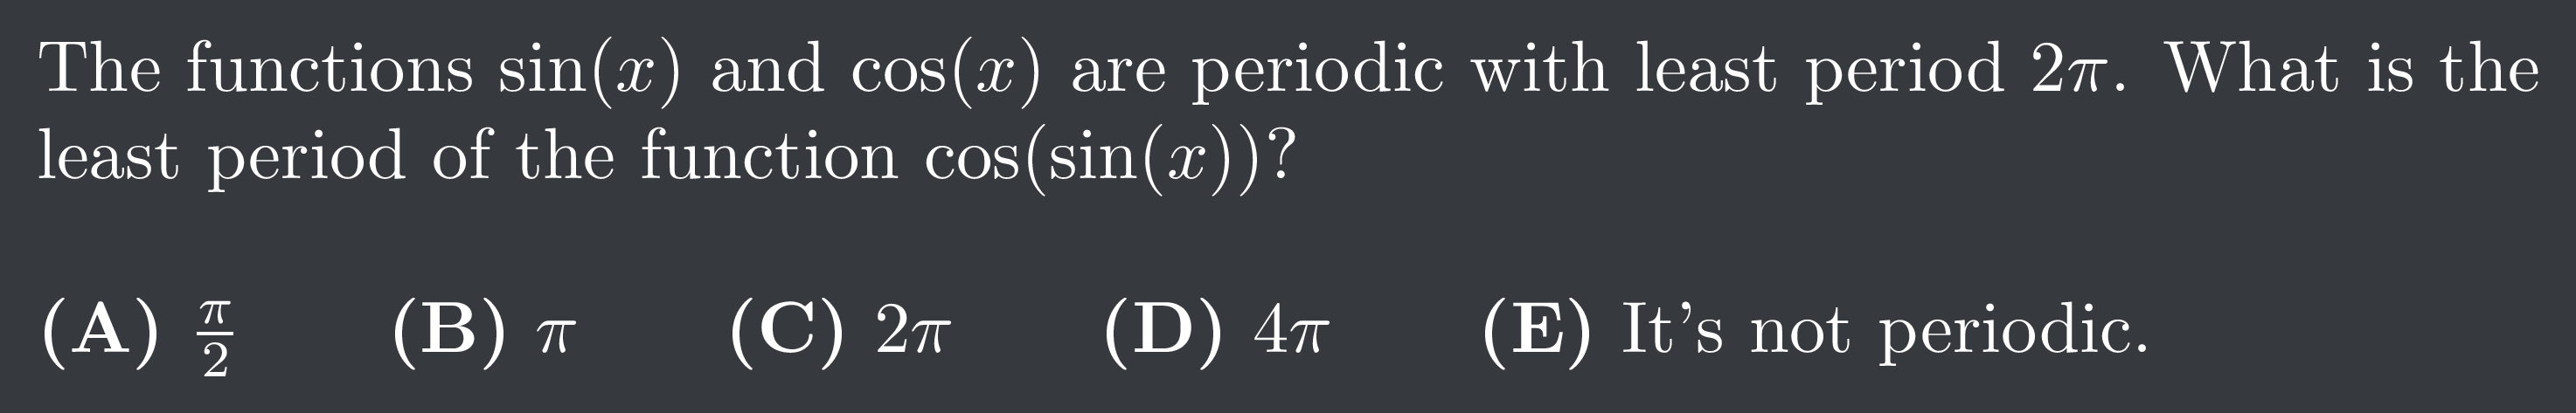 The functions sin(x) and cos(x) are periodic with least period 2π. What is the
least period of the function cos(sin(x))?
(A) π/2 (B) π (C) 2π (D) 4π (E) It's not periodic.